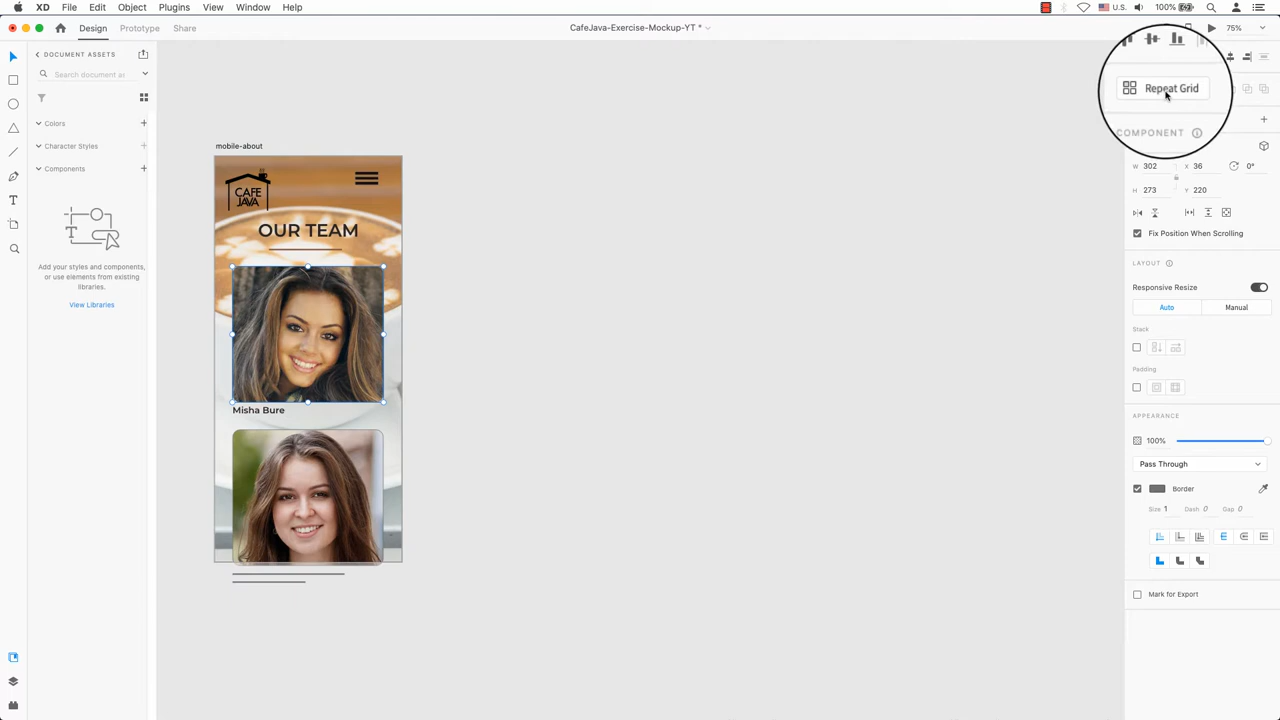 XD File Edit Object Plugins View Window Help U.S. 100%
Design Prototype Share CafeJava-Exercise-Mockup-YT * 75%
DOCUMENT ASSETS
Search document as
Colors
Character Styles
Components
Add your styles and components,
or use elements from existing
libraries.
View Libraries
mobile-about
CAFE
JAVA
OUR TEAM
Misha Bure
Repeat Grid
COMPONENT
W 302 X 36 0°
H 273 Y 220
Fix Position When Scrolling
LAYOUT
Responsive Resize
Auto Manual
Stack
Padding
APPEARANCE
100%
Pass Through
Border
Size 1 Dash 0 Gap 0
Mark for Export